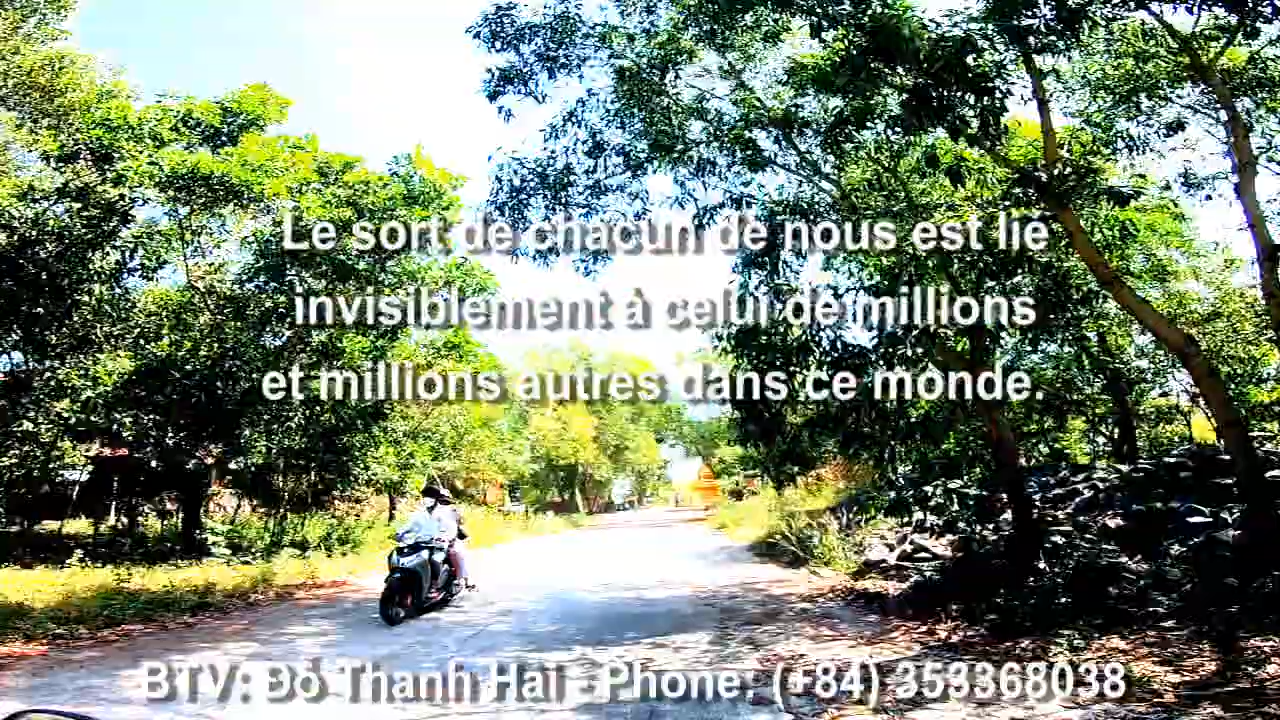 Le sort de chacun de nous est lié
invisiblement à celui de millions
et millions autres dans ce monde.
BTV: Đỗ Thanh Hải - Phone: (+84) 353368038